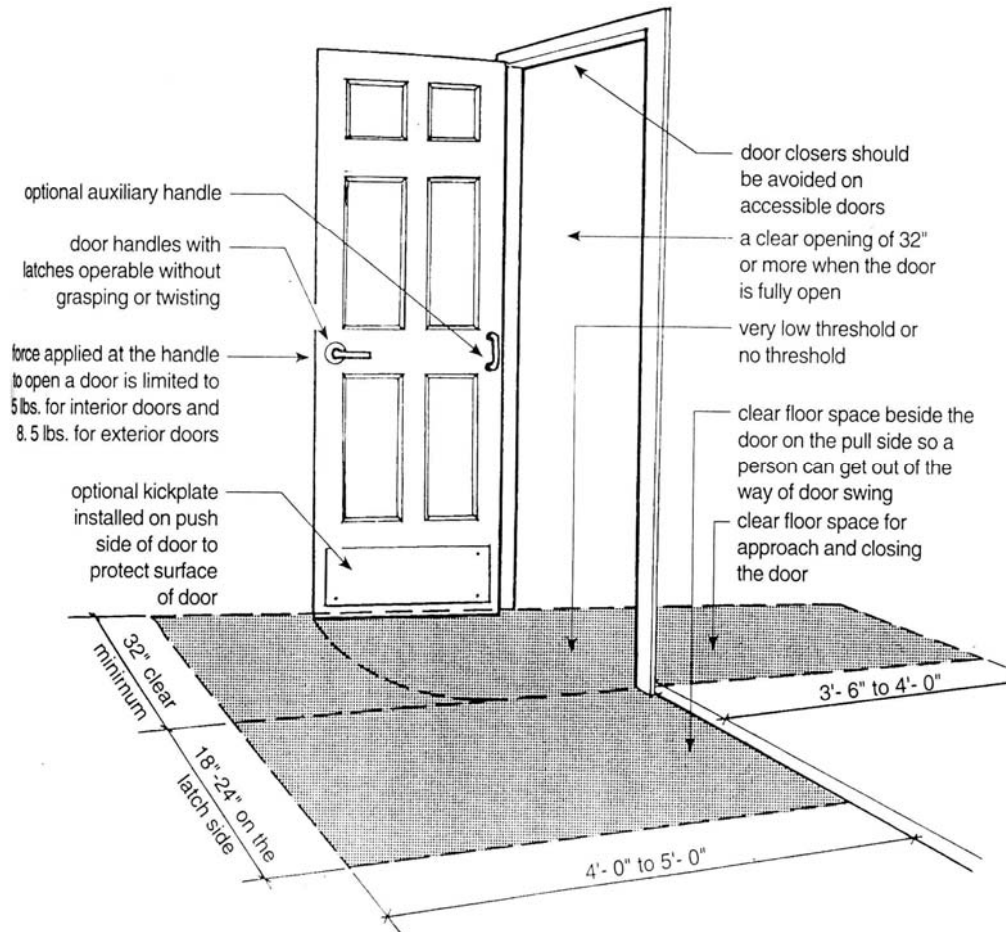 optional auxiliary handle
door handles with
latches operable without
grasping or twisting
force applied at the handle
to open a door is limited to
5 lbs. for interior doors and
8. 5 lbs. for exterior doors
optional kickplate
installed on push
side of door to
protect surface
of door
door closers should
be avoided on
accessible doors
a clear opening of 32"
or more when the door
is fully open
very low threshold or
no threshold
clear floor space beside the
door on the pull side so a
person can get out of the
way of door swing
clear floor space for
approach and closing
the door
32" clear
minimum
18"-24" on the
latch side
4'- 0" to 5'- 0"
3'- 6" to 4'- 0"